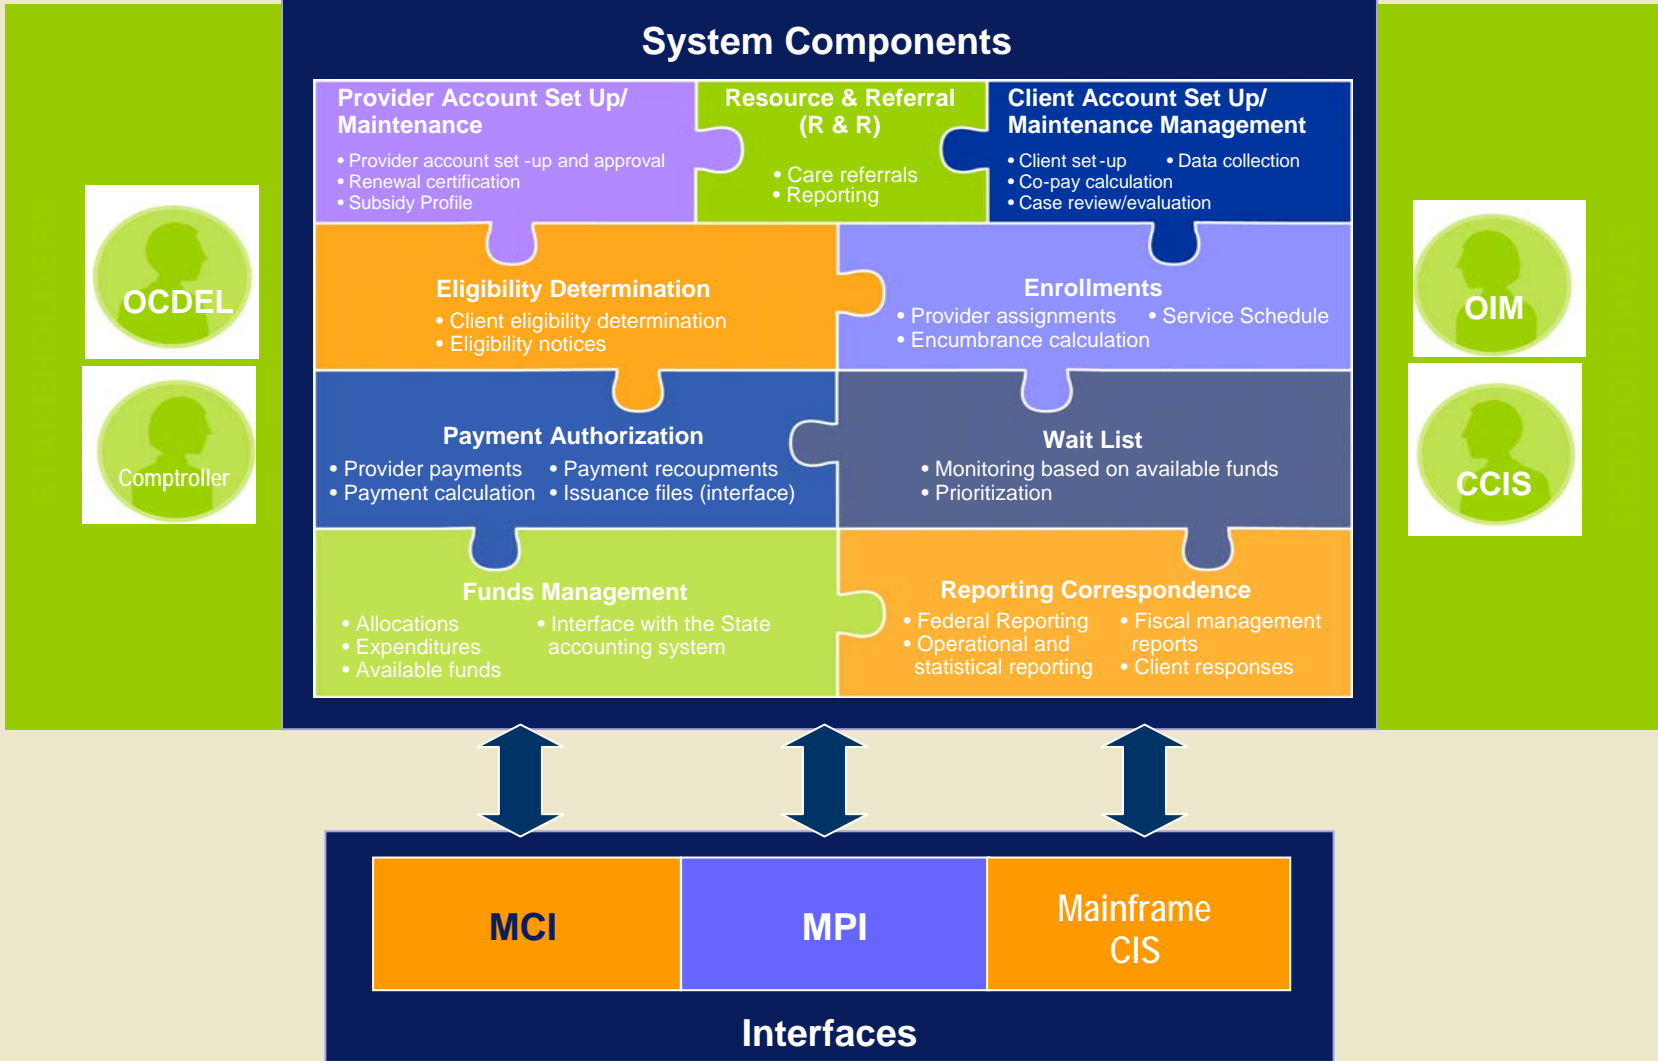 System Components
Provider Account Set Up/
Maintenance
• Provider account set -up and approval
• Renewal certification
• Subsidy Profile
Resource & Referral
(R & R)
• Care referrals
• Reporting
Client Account Set Up/
Maintenance Management
• Client set-up • Data collection
• Co-pay calculation
• Case review/evaluation
OCDEL
Comptroller
Eligibility Determination
• Client eligibility determination
• Eligibility notices
Enrollments
• Provider assignments • Service Schedule
• Encumbrance calculation
OIM
CCIS
Payment Authorization
• Provider payments • Payment recoupments
• Payment calculation • Issuance files (interface)
Wait List
• Monitoring based on available funds
• Prioritization
Funds Management
• Allocations
• Expenditures
• Available funds
• Interface with the State
accounting system
Reporting Correspondence
• Federal Reporting
• Operational and
statistical reporting
• Fiscal management
reports
• Client responses
MCI
MPI
Mainframe
CIS
Interfaces